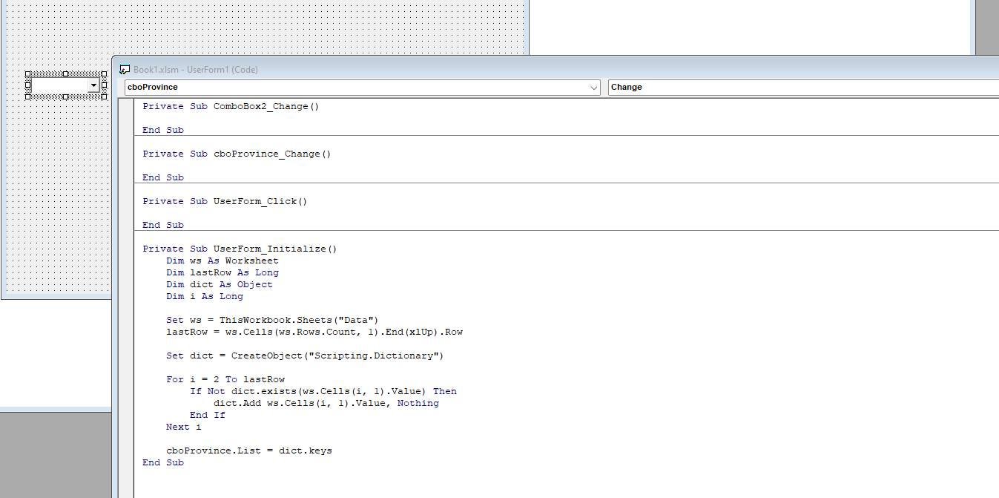 Book1.xlsm - UserForm1 (Code)
cboProvince
Change
Private Sub ComboBox2_Change()
End Sub
Private Sub cboProvince_Change()
End Sub
Private Sub UserForm_Click()
End Sub
Private Sub UserForm_Initialize()
    Dim ws As Worksheet
    Dim lastRow As Long
    Dim dict As Object
    Dim i As Long
    Set ws = ThisWorkbook.Sheets("Data")
    lastRow = ws.Cells(ws.Rows.Count, 1).End(xlUp).Row
    Set dict = CreateObject("Scripting.Dictionary")
    For i = 2 To lastRow
        If Not dict.exists(ws.Cells(i, 1).Value) Then
            dict.Add ws.Cells(i, 1).Value, Nothing
        End If
    Next i
    cboProvince.List = dict.keys
End Sub